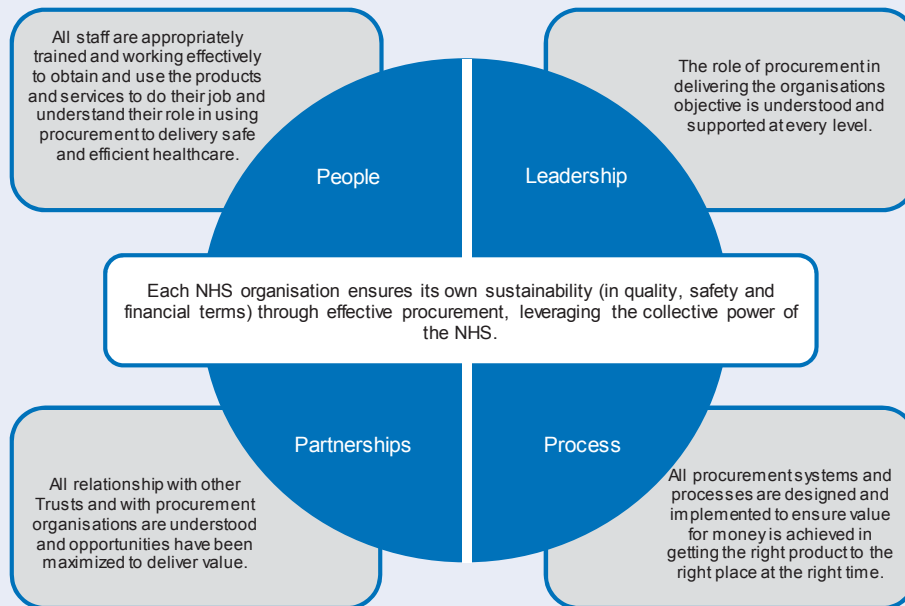 All staff are appropriately
trained and working effectively
to obtain and use the products
and services to do their job and
understand their role in using
procurement to delivery safe
and efficient healthcare.
The role of procurement in
delivering the organisations
objective is understood and
supported at every level.
People
Leadership
Each NHS organisation ensures its own sustainability (in quality, safety and
financial terms) through effective procurement, leveraging the collective power of
the NHS.
Partnerships
Process
All relationship with other
Trusts and with procurement
organisations are understood
and opportunities have been
maximized to deliver value.
All procurement systems and
processes are designed and
implemented to ensure value
for money is achieved in
getting the right product to the
right place at the right time.